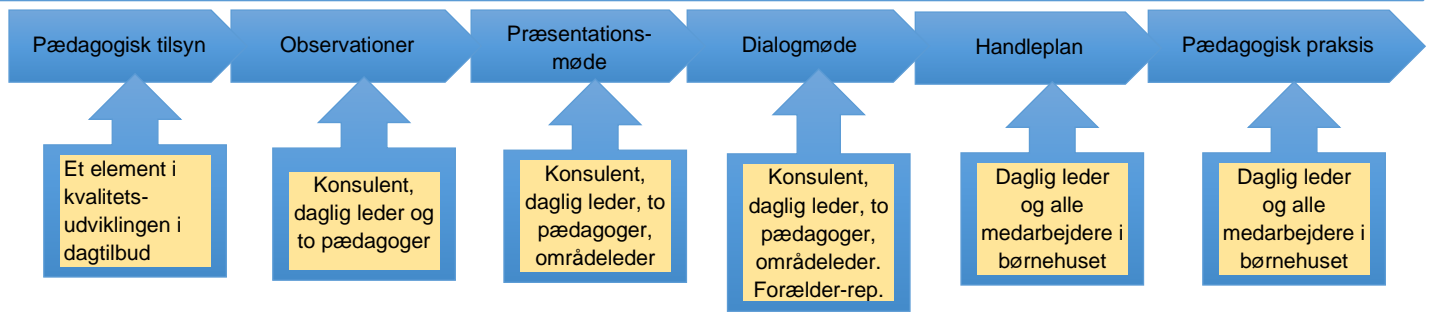 Pædagogisk tilsyn
Observationer
Præsentations-
møde
Dialogmøde
Handleplan
Pædagogisk praksis
Et element i
kvalitets-
udviklingen i
dagtilbud
Konsulent,
daglig leder og
to pædagoger
Konsulent,
daglig leder, to
pædagoger,
områdeleder
Konsulent,
daglig leder, to
pædagoger,
områdeleder.
Forælder-rep.
Daglig leder
og alle
medarbejdere i
børnehuset
Daglig leder
og alle
medarbejdere i
børnehuset